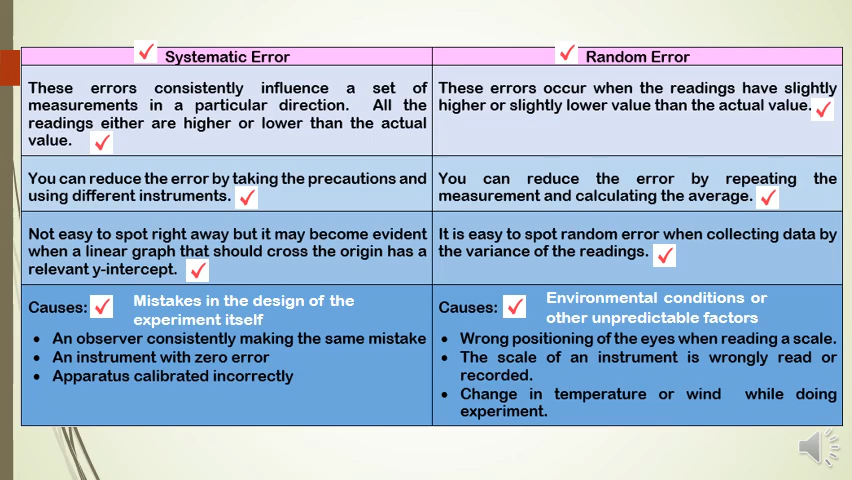 Systematic Error
Random Error
These errors consistently influence a set of
measurements in a particular direction. All the
readings either are higher or lower than the actual
value.
These errors occur when the readings have slightly
higher or slightly lower value than the actual value.
You can reduce the error by taking the precautions and
using different instruments.
You can reduce the error by repeating the
measurement and calculating the average.
Not easy to spot right away but it may become evident
when a linear graph that should cross the origin has a
relevant y-intercept.
It is easy to spot random error when collecting data by
the variance of the readings.
Causes: Mistakes in the design of the
experiment itself
• An observer consistently making the same mistake
• An instrument with zero error
• Apparatus calibrated incorrectly
Causes: Environmental conditions or
other unpredictable factors
• Wrong positioning of the eyes when reading a scale.
• The scale of an instrument is wrongly read or
recorded.
• Change in temperature or wind while doing
experiment.